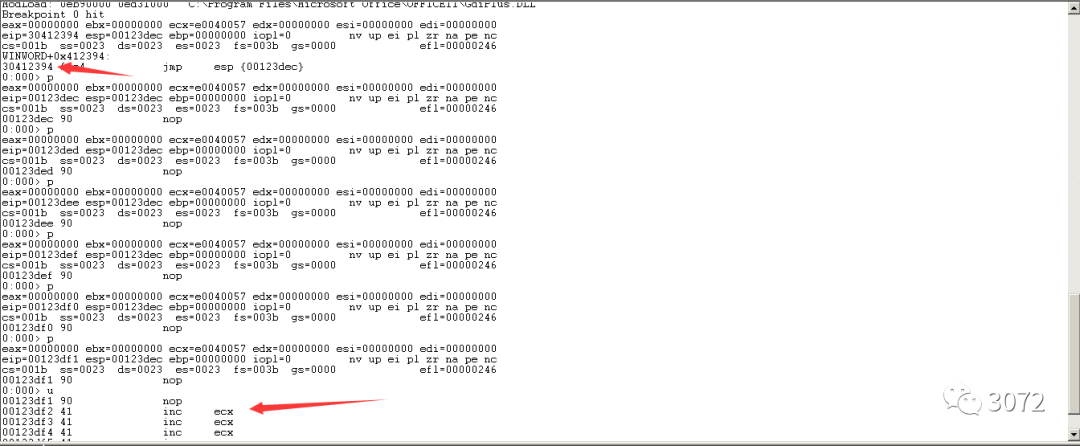 ModLoad: 0eb90000 0ed31000   C:\Program Files\Microsoft Office\OFFICE11\GdiPlus.DLL
Breakpoint 0 hit
eax=00000000 ebx=00000000 ecx=e0040057 edx=00000000 esi=00000000 edi=00000000
eip=30412394 esp=00123dec ebp=00000000 iopl=0         nv up ei pl zr na pe nc
cs=001b  ss=0023  ds=0023  es=0023  fs=003b  gs=0000             efl=00000246
WINWORD+0x412394:
30412394 jmp     esp {00123dec}
0:000> p
eax=00000000 ebx=00000000 ecx=e0040057 edx=00000000 esi=00000000 edi=00000000
eip=00123dec esp=00123dec ebp=00000000 iopl=0         nv up ei pl zr na pe nc
cs=001b  ss=0023  ds=0023  es=0023  fs=003b  gs=0000             efl=00000246
00123dec 90              nop
0:000> p
eax=00000000 ebx=00000000 ecx=e0040057 edx=00000000 esi=00000000 edi=00000000
eip=00123ded esp=00123dec ebp=00000000 iopl=0         nv up ei pl zr na pe nc
cs=001b  ss=0023  ds=0023  es=0023  fs=003b  gs=0000             efl=00000246
00123ded 90              nop
0:000> p
eax=00000000 ebx=00000000 ecx=e0040057 edx=00000000 esi=00000000 edi=00000000
eip=00123dee esp=00123dec ebp=00000000 iopl=0         nv up ei pl zr na pe nc
cs=001b  ss=0023  ds=0023  es=0023  fs=003b  gs=0000             efl=00000246
00123dee 90              nop
0:000> p
eax=00000000 ebx=00000000 ecx=e0040057 edx=00000000 esi=00000000 edi=00000000
eip=00123def esp=00123dec ebp=00000000 iopl=0         nv up ei pl zr na pe nc
cs=001b  ss=0023  ds=0023  es=0023  fs=003b  gs=0000             efl=00000246
00123def 90              nop
0:000> p
eax=00000000 ebx=00000000 ecx=e0040057 edx=00000000 esi=00000000 edi=00000000
eip=00123df0 esp=00123dec ebp=00000000 iopl=0         nv up ei pl zr na pe nc
cs=001b  ss=0023  ds=0023  es=0023  fs=003b  gs=0000             efl=00000246
00123df0 90              nop
0:000> p
eax=00000000 ebx=00000000 ecx=e0040057 edx=00000000 esi=00000000 edi=00000000
eip=00123df1 esp=00123dec ebp=00000000 iopl=0         nv up ei pl zr na pe nc
cs=001b  ss=0023  ds=0023  es=0023  fs=003b  gs=0000             efl=00000246
00123df1 90              nop
0:000> u
00123df1 90              nop
00123df2 41              inc     ecx
00123df3 41              inc     ecx
00123df4 41              inc     ecx
3072